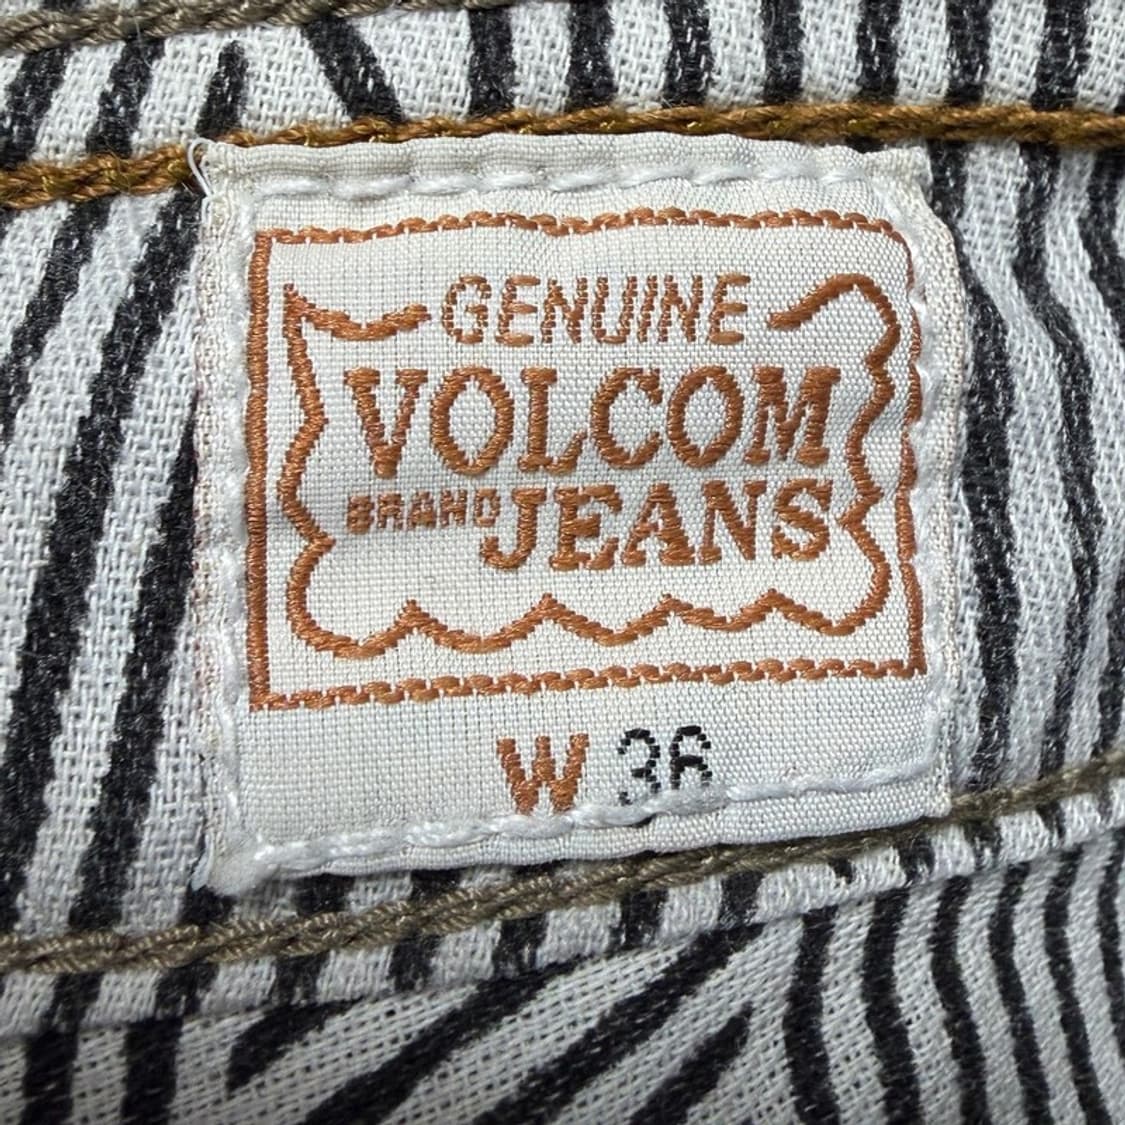 GENUINE
VOLCOM
BRAND JEANS
W 36